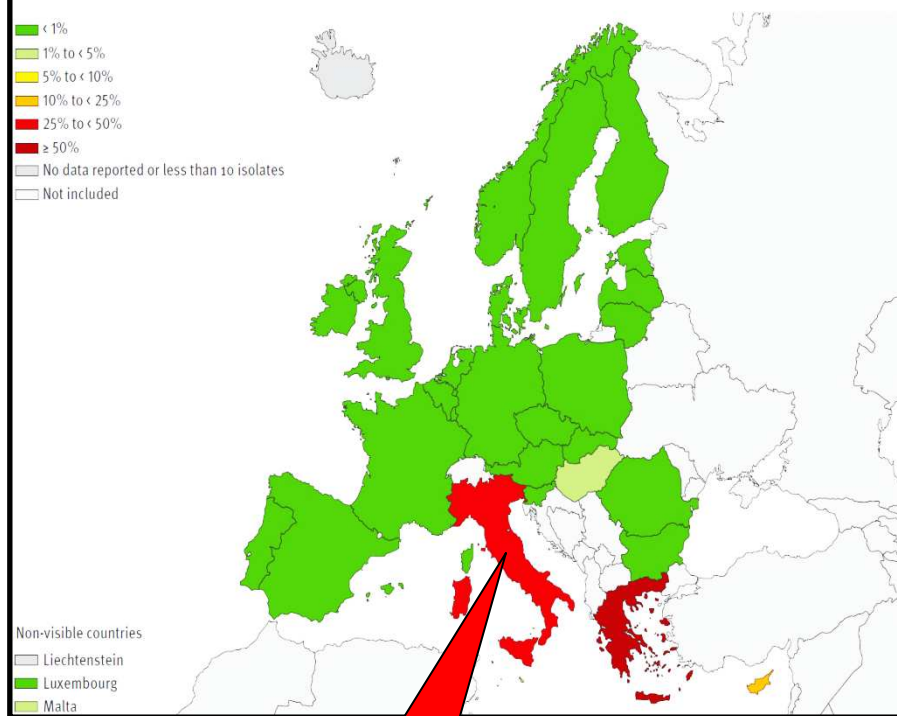 < 1%
1% to < 5%
5% to < 10%
10% to < 25%
25% to < 50%
≥ 50%
No data reported or less than 10 isolates
Not included
Non-visible countries
Liechtenstein
Luxembourg
Malta